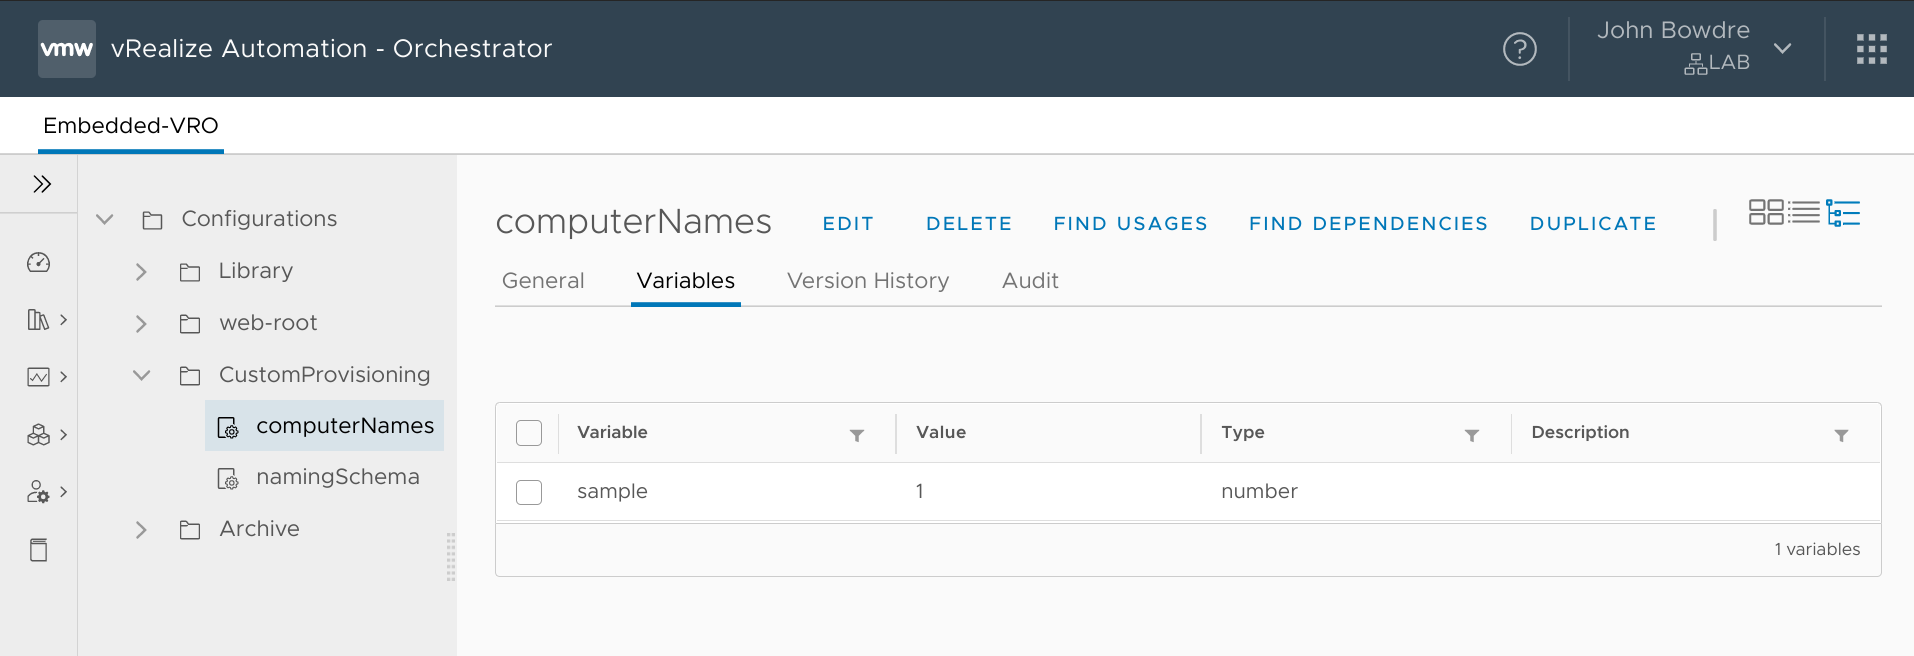 vmw vRealize Automation - Orchestrator
?
John Bowdre
LAB
Embedded-VRO
Configurations
Library
web-root
CustomProvisioning
computerNames
namingSchema
Archive
computerNames EDIT DELETE FIND USAGES FIND DEPENDENCIES DUPLICATE
General Variables Version History Audit
Variable Value Type Description
sample 1 number
1 variables